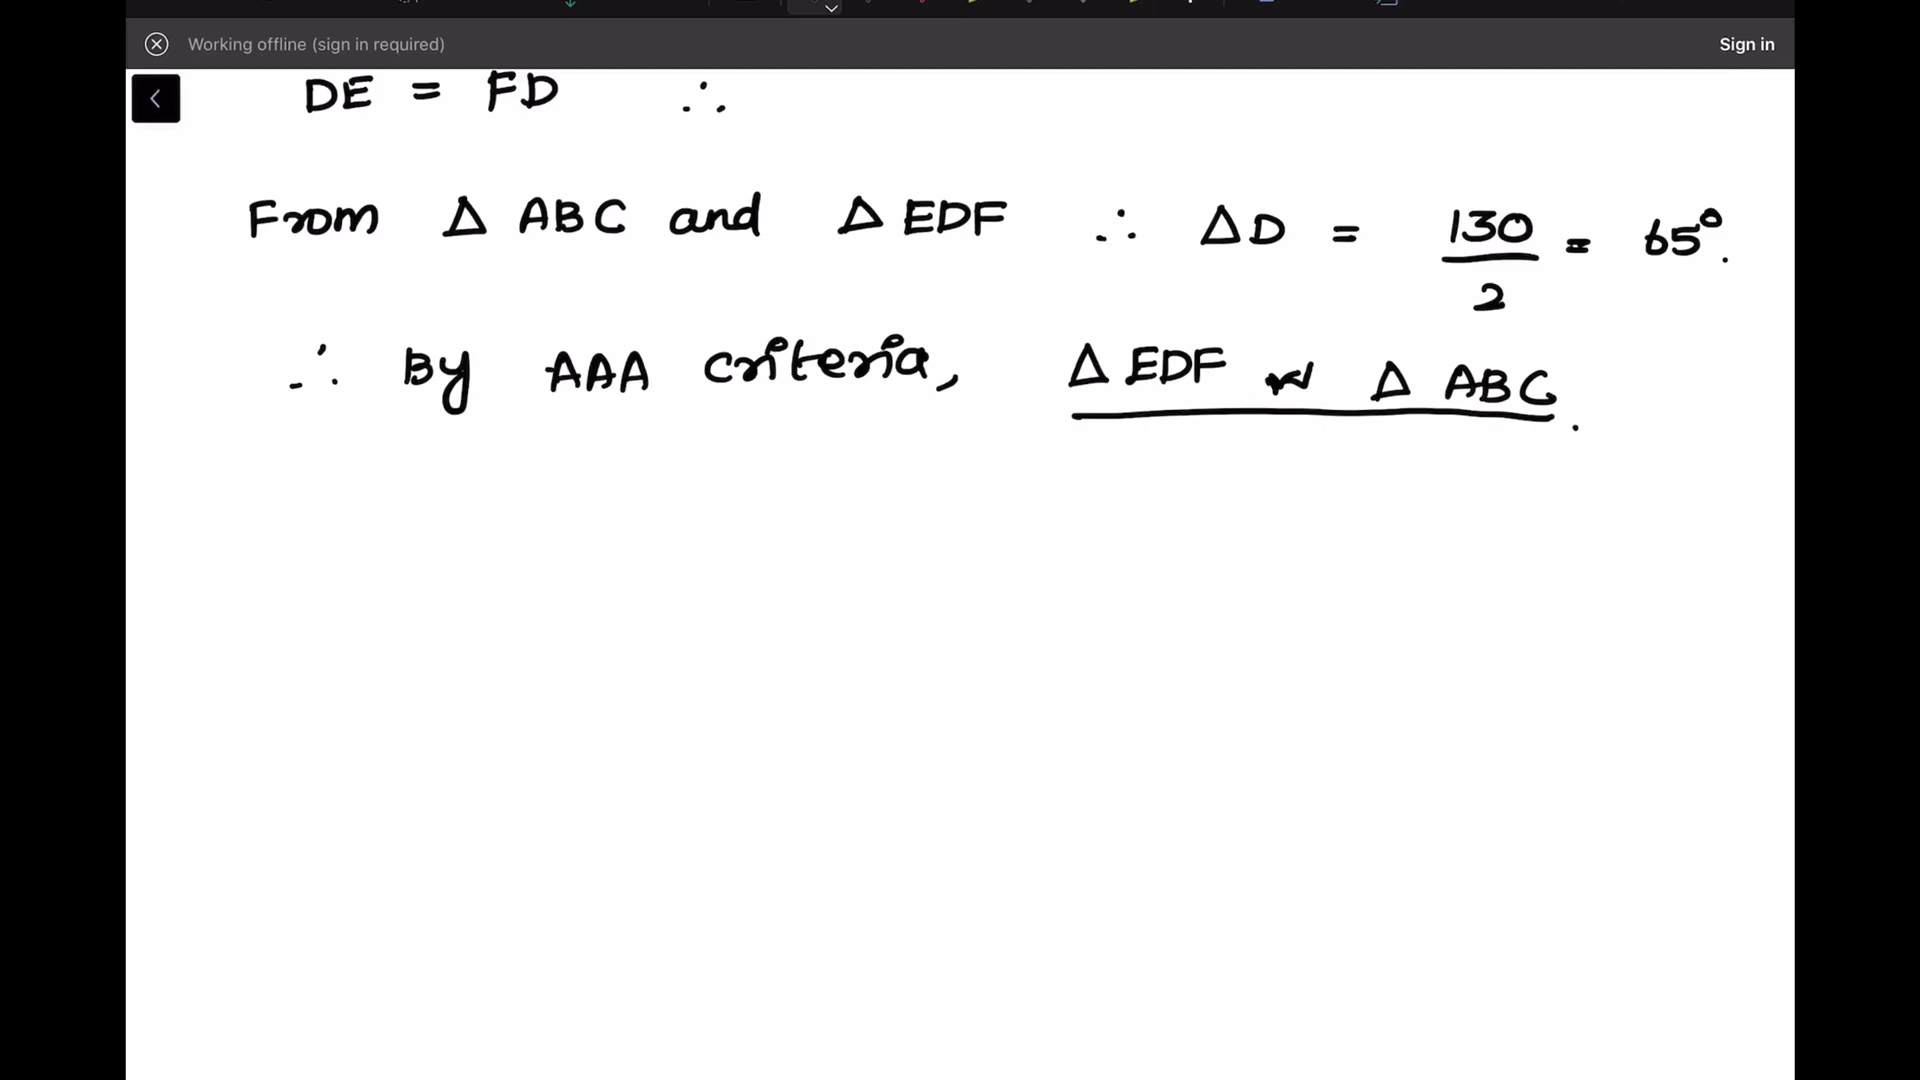 Working offline (sign in required) Sign in
DE = FD ∴
From Δ ABC and Δ EDF ∴ ΔD = 130/2 = 65°.
∴ By AAA criteria, Δ EDF ~ Δ ABC.